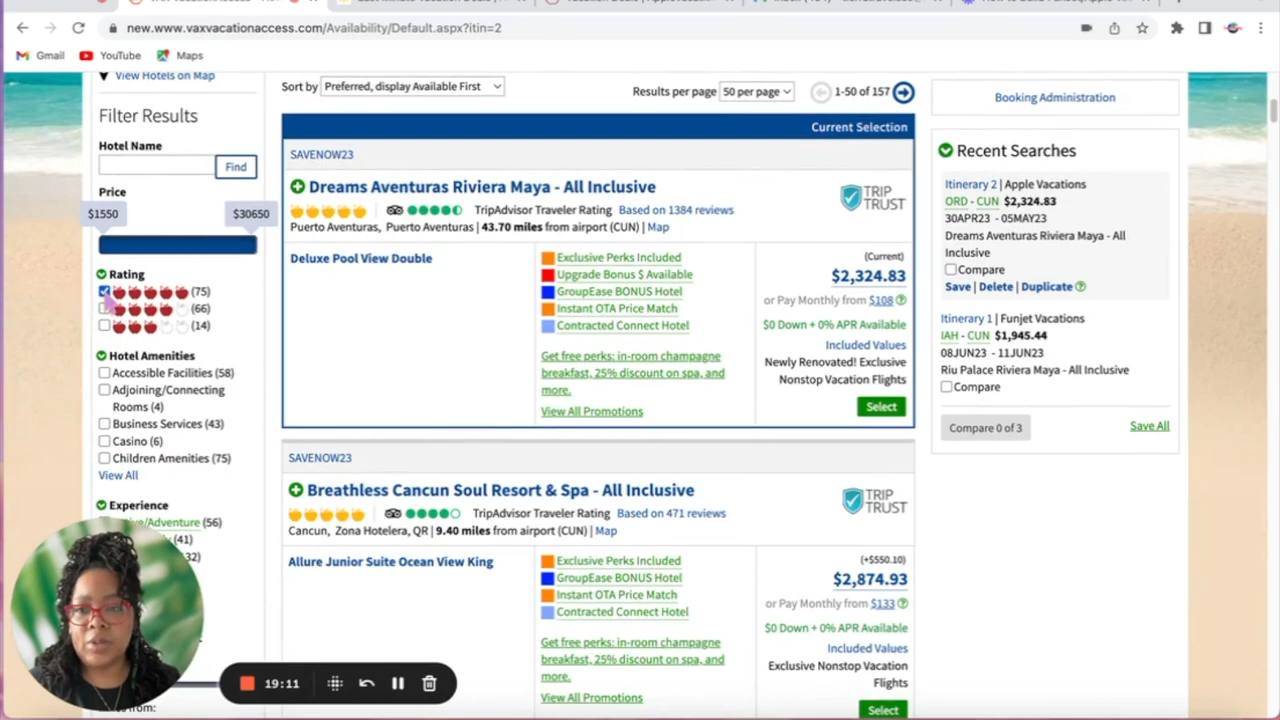 new.vaxvacationaccess.com/Availability/Default.aspx?itin=2
Gmail YouTube Maps
View Hotels on Map
Filter Results
Hotel Name
Find
Price
$1550 $30650
Rating
(75)
(66)
(14)
Hotel Amenities
Accessible Facilities (58)
Adjoining/Connecting
Rooms (4)
Business Services (43)
Casino (6)
Children Amenities (75)
View All
Experience
/Adventure (56)
(41)
Sort by Preferred, display Available First
Results per page 50 per page 1-50 of 157
Current Selection
SAVENOW23
Dreams Aventuras Riviera Maya - All Inclusive
TRIP
TRUST
TripAdvisor Traveler Rating Based on 1384 reviews
Puerto Aventuras, Puerto Aventuras | 43.70 miles from airport (CUN) | Map
Deluxe Pool View Double
Exclusive Perks Included
Upgrade Bonus $ Available
GroupEase BONUS Hotel
Instant OTA Price Match
Contracted Connect Hotel
Get free perks: in-room champagne
breakfast, 25% discount on spa, and
more.
View All Promotions
(Current)
$2,324.83
or Pay Monthly from $108
$0 Down + 0% APR Available
Included Values
Newly Renovated! Exclusive
Nonstop Vacation Flights
Select
SAVENOW23
Breathless Cancun Soul Resort & Spa - All Inclusive
TRIP
TRUST
TripAdvisor Traveler Rating Based on 471 reviews
Cancun, Zona Hotelera, QR | 9.40 miles from airport (CUN) | Map
Allure Junior Suite Ocean View King
Exclusive Perks Included
GroupEase BONUS Hotel
Instant OTA Price Match
Contracted Connect Hotel
Get free perks: in-room champagne
breakfast, 25% discount on spa, and
more.
View All Promotions
(+$550.10)
$2,874.93
or Pay Monthly from $133
$0 Down + 0% APR Available
Included Values
Exclusive Nonstop Vacation
Flights
Select
Booking Administration
Recent Searches
Itinerary 2 | Apple Vacations
ORD - CUN $2,324.83
30APR23 - 05MAY23
Dreams Aventuras Riviera Maya - All
Inclusive
Compare
Save | Delete | Duplicate
Itinerary 1 | Funjet Vacations
IAH - CUN $1,945.44
08JUN23 - 11JUN23
Riu Palace Riviera Maya - All Inclusive
Compare
Compare 0 of 3 Save All
19:11